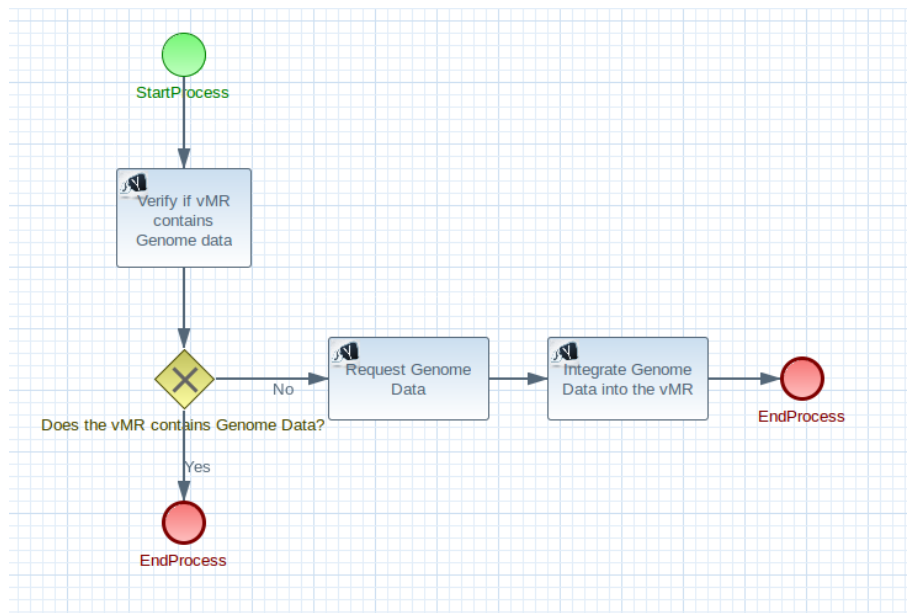 StartProcess
Verify if vMR
contains
Genome data
Request Genome
Data
Integrate Genome
Data into the vMR
No
EndProcess
Does the vMR contains Genome Data?
Yes
EndProcess